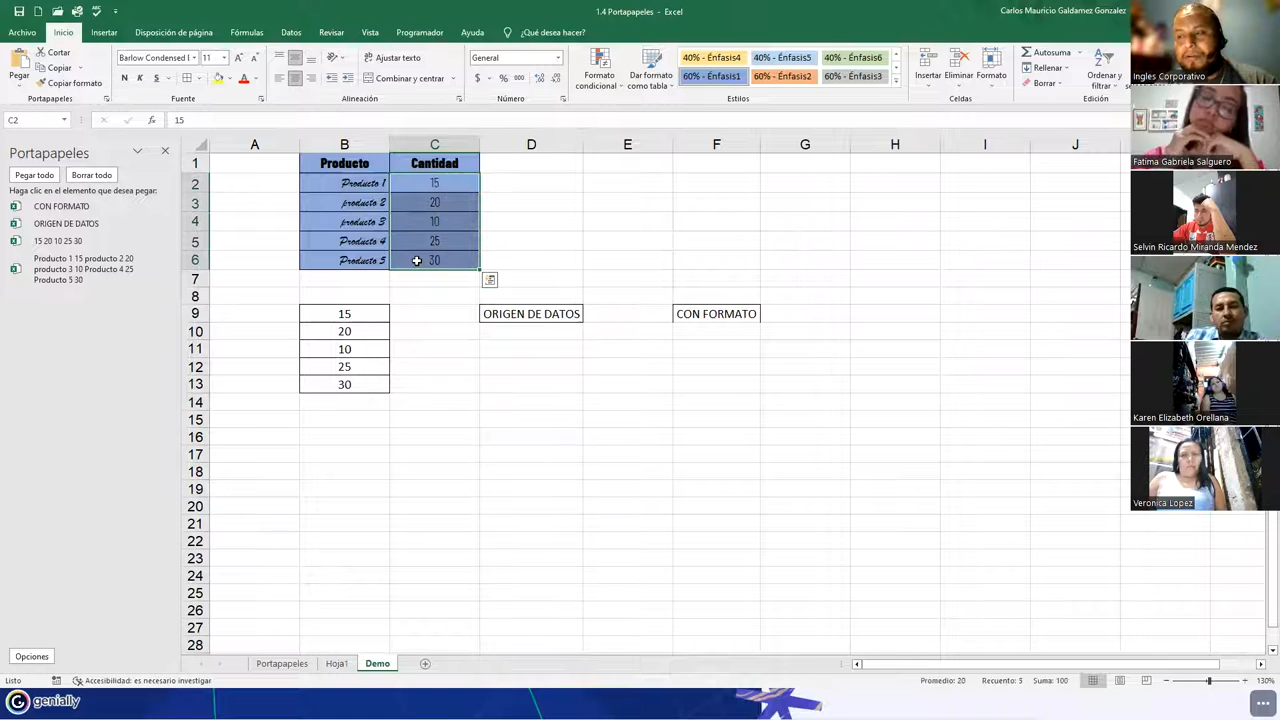 1.4 Portapapeles - Excel
Carlos Mauricio Galdamez Gonzalez
Archivo Inicio Insertar Disposición de página Fórmulas Datos Revisar Vista Programador Ayuda ¿Qué desea hacer?
Pegar
Cortar
Copiar
Copiar formato
Portapapeles
Barlow Condensed 11
N K S
Fuente
Ajustar texto
Combinar y centrar
Alineación
General
$ % 000
Número
Formato condicional
Dar formato como tabla
40% - Énfasis4 40% - Énfasis5 40% - Énfasis6
60% - Énfasis1 60% - Énfasis2 60% - Énfasis3
Estilos
Insertar Eliminar Formato
Celdas
Autosuma
Rellenar
Borrar
Ordenar y
filtrar
Edición
C2 fx 15
Portapapeles
Pegar todo Borrar todo
Haga clic en el elemento que desea pegar:
CON FORMATO
ORIGEN DE DATOS
15 20 10 25 30
Producto 1 15 producto 2 20
producto 3 10 Producto 4 25
Producto 5 30
Opciones
A B C D E F G H I J
1 Producto Cantidad
2 Producto 1 15
3 producto 2 20
4 producto 3 10
5 Producto 4 25
6 Producto 5 30
7
8
9 15 ORIGEN DE DATOS CON FORMATO
10 20
11 10
12 25
13 30
14
15
16
17
18
19
20
21
22
23
24
25
26
27
28
Portapapeles Hoja1 Demo
Listo Accesibilidad: es necesario investigar Promedio: 20 Recuento: 5 Suma: 100 130%
genially
Ingles Corporativo
Fatima Gabriela Salguero
Selvin Ricardo Miranda Mendez
Karen Elizabeth Orellana
Veronica Lopez